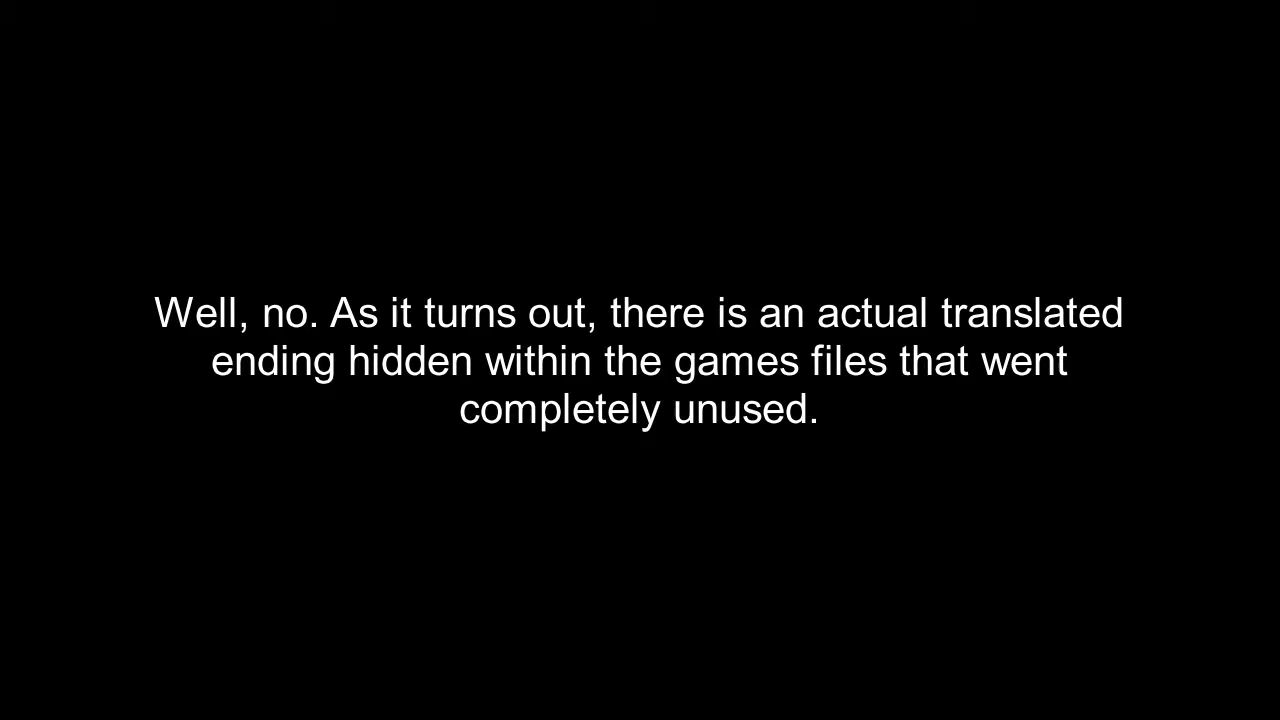 Well, no. As it turns out, there is an actual translated
ending hidden within the games files that went
completely unused.